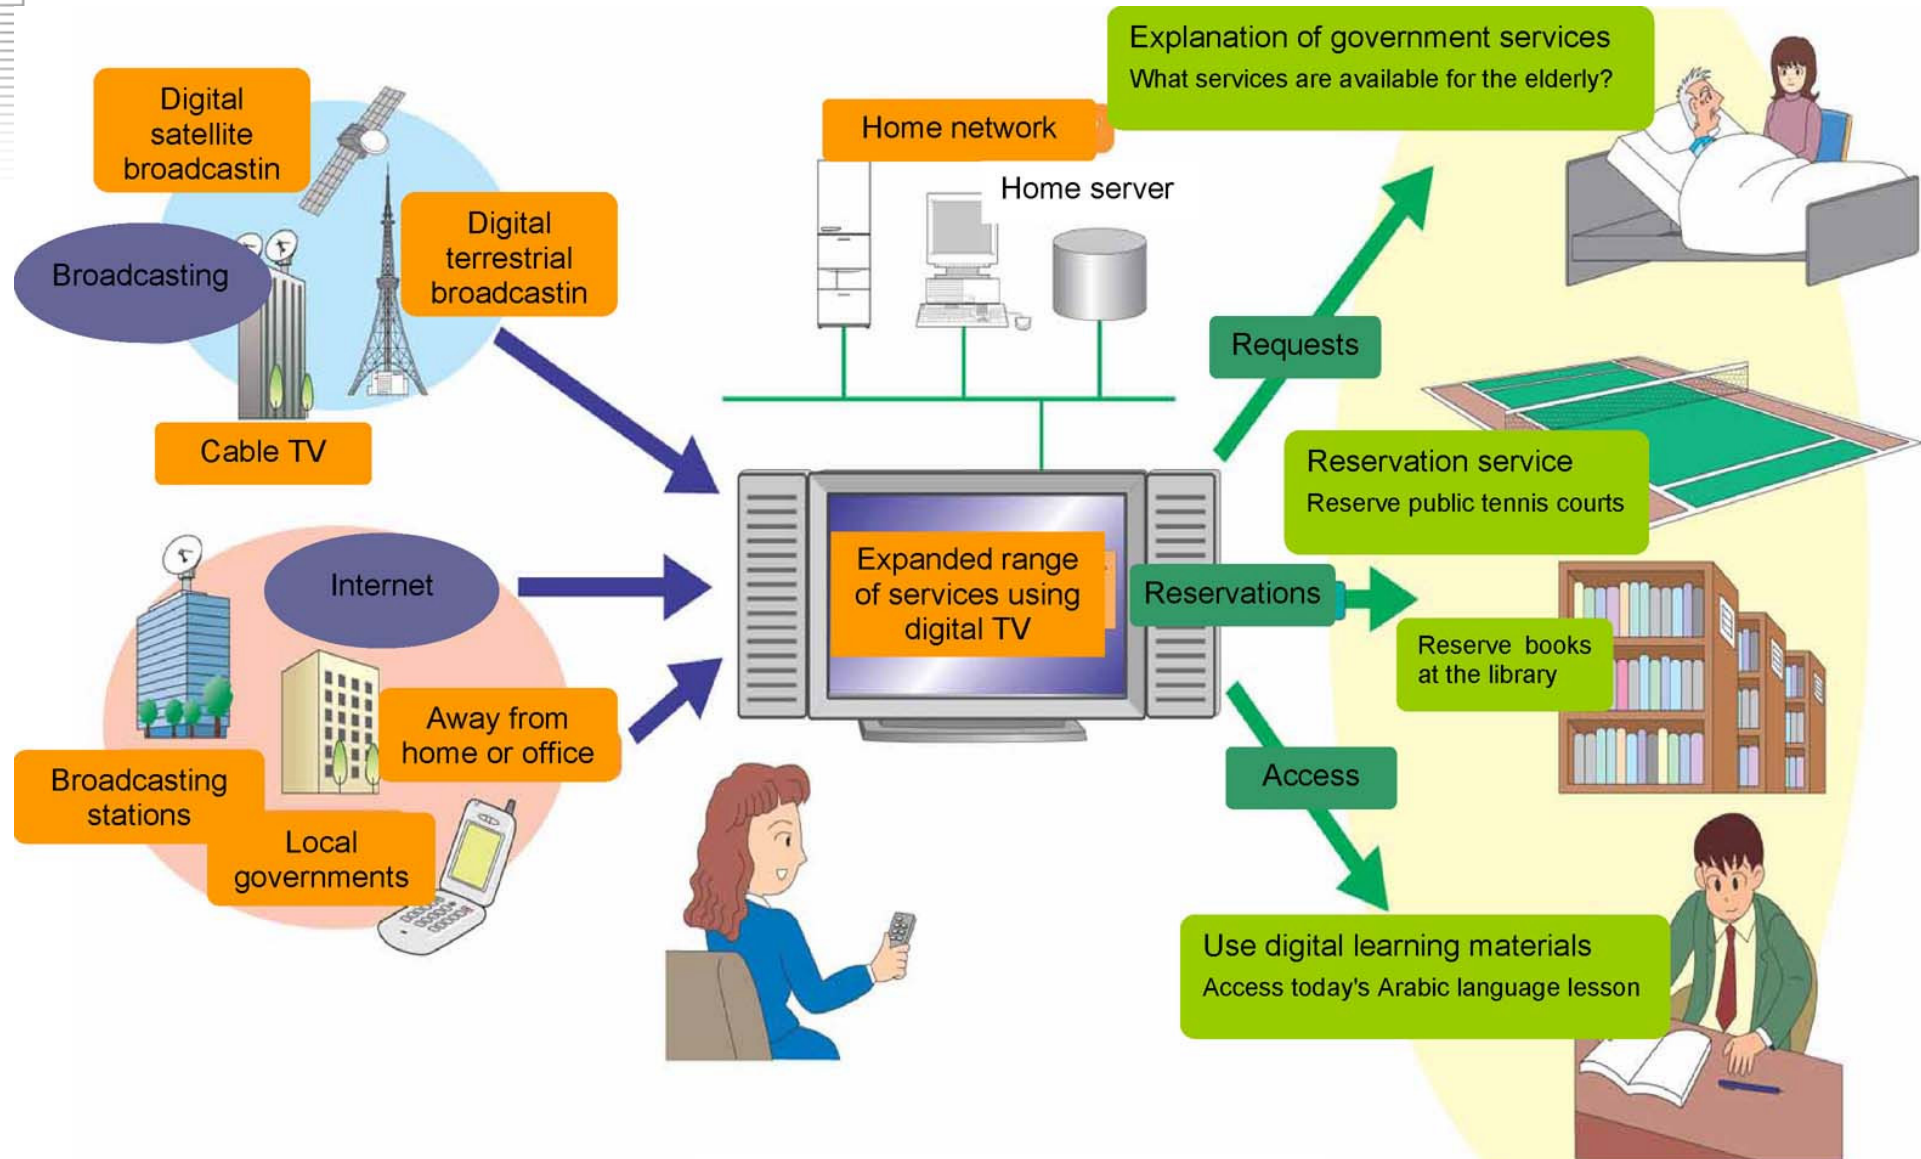 Explanation of government services
What services are available for the elderly?
Digital
satellite
broadcastin
Home network
Home server
Digital
terrestrial
broadcastin
Broadcasting
Requests
Cable TV
Reservation service
Reserve public tennis courts
Internet
Expanded range
of services using
digital TV
Reservations
Reserve books
at the library
Away from
home or office
Broadcasting
stations
Access
Local
governments
Use digital learning materials
Access today's Arabic language lesson